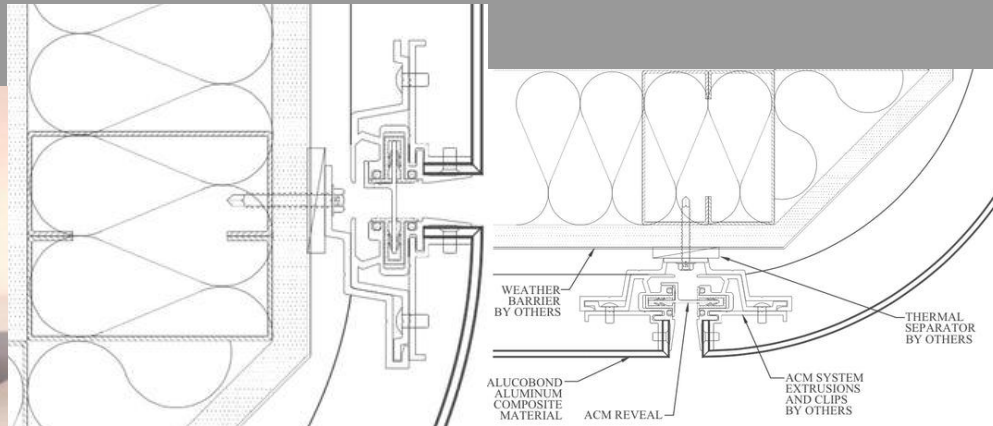 WEATHER
BARRIER
BY OTHERS
THERMAL
SEPARATOR
BY OTHERS
ALUCOBOND
ALUMINUM
COMPOSITE
MATERIAL
ACM REVEAL
ACM SYSTEM
EXTRUSIONS
AND CLIPS
BY OTHERS